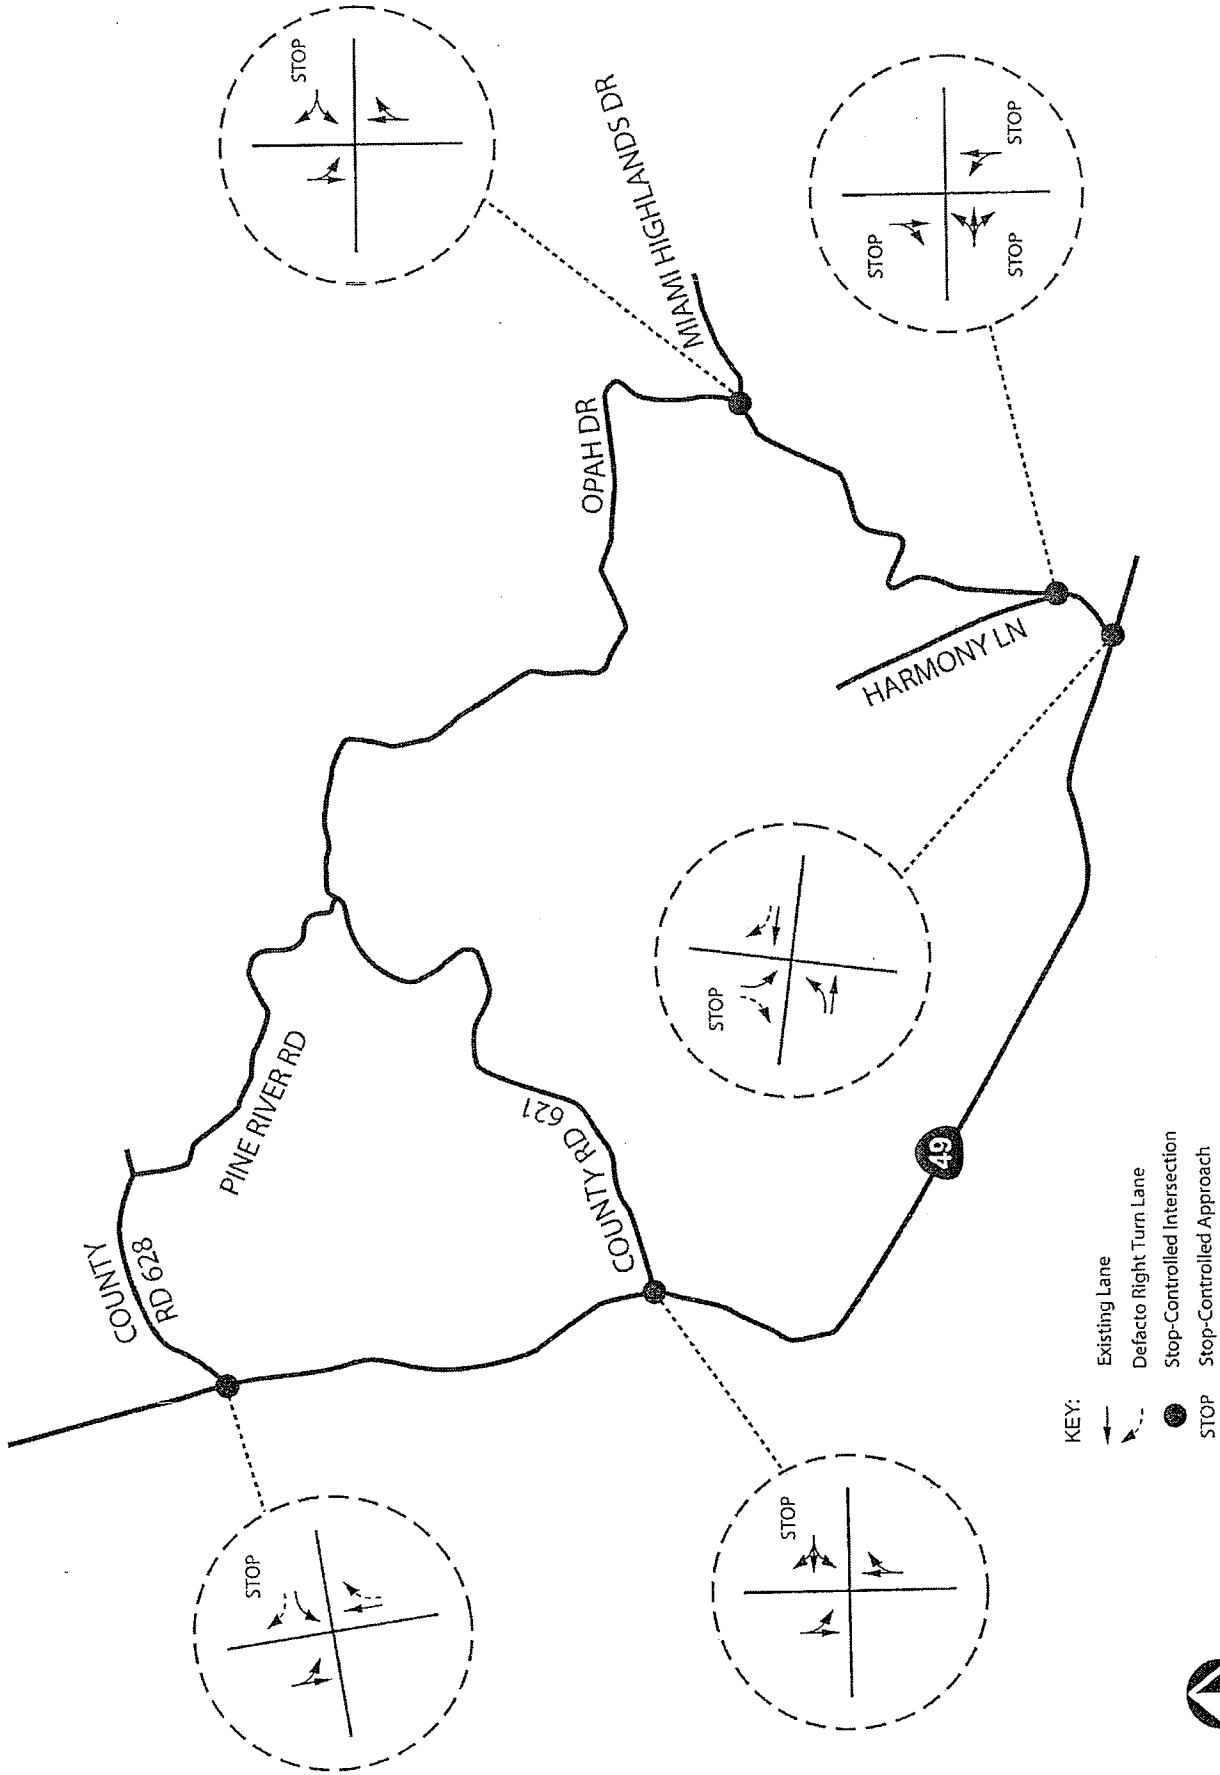 STOP
MIAMI HIGHLANDS DR
STOP
STOP
STOP
OPAH DR
HARMONY LN
STOP
PINE RIVER RD
COUNTY RD 621
COUNTY
RD 628
49
STOP
STOP
KEY:
Existing Lane
Defacto Right Turn Lane
Stop-Controlled Intersection
STOP Stop-Controlled Approach